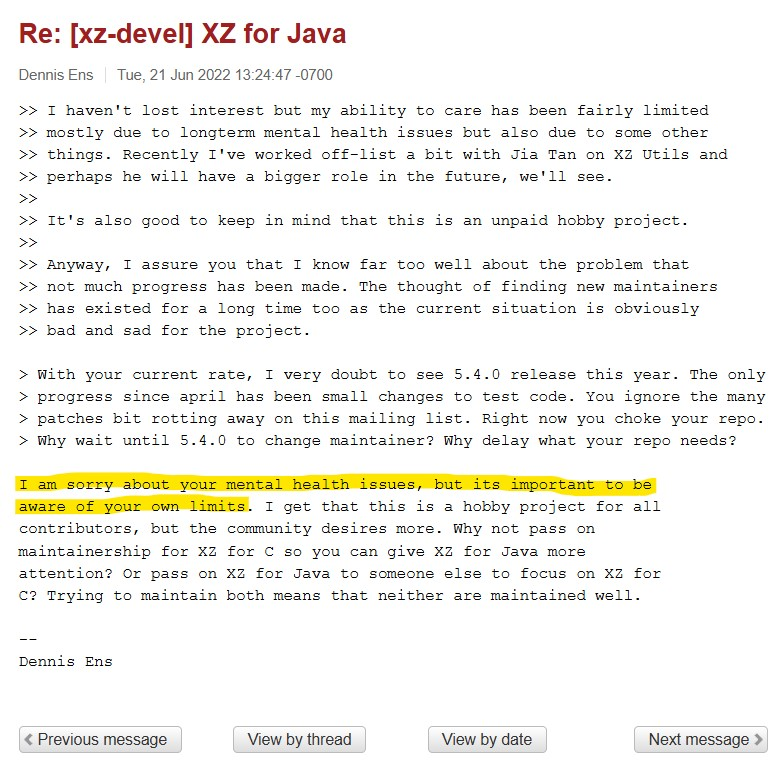 Re: [xz-devel] XZ for Java
Dennis Ens | Tue, 21 Jun 2022 13:24:47 -0700
>> I haven't lost interest but my ability to care has been fairly limited
>> mostly due to longterm mental health issues but also due to some other
>> things. Recently I've worked off-list a bit with Jia Tan on XZ Utils and
>> perhaps he will have a bigger role in the future, we'll see.
>>
>> It's also good to keep in mind that this is an unpaid hobby project.
>>
>> Anyway, I assure you that I know far too well about the problem that
>> not much progress has been made. The thought of finding new maintainers
>> has existed for a long time too as the current situation is obviously
>> bad and sad for the project.
> With your current rate, I very doubt to see 5.4.0 release this year. The only
> progress since april has been small changes to test code. You ignore the many
> patches bit rotting away on this mailing list. Right now you choke your repo.
> Why wait until 5.4.0 to change maintainer? Why delay what your repo needs?
I am sorry about your mental health issues, but its important to be
aware of your own limits. I get that this is a hobby project for all
contributors, but the community desires more. Why not pass on
maintainership for XZ for C so you can give XZ for Java more
attention? Or pass on XZ for Java to someone else to focus on XZ for
C? Trying to maintain both means that neither are maintained well.
--
Dennis Ens
Previous message View by thread View by date Next message